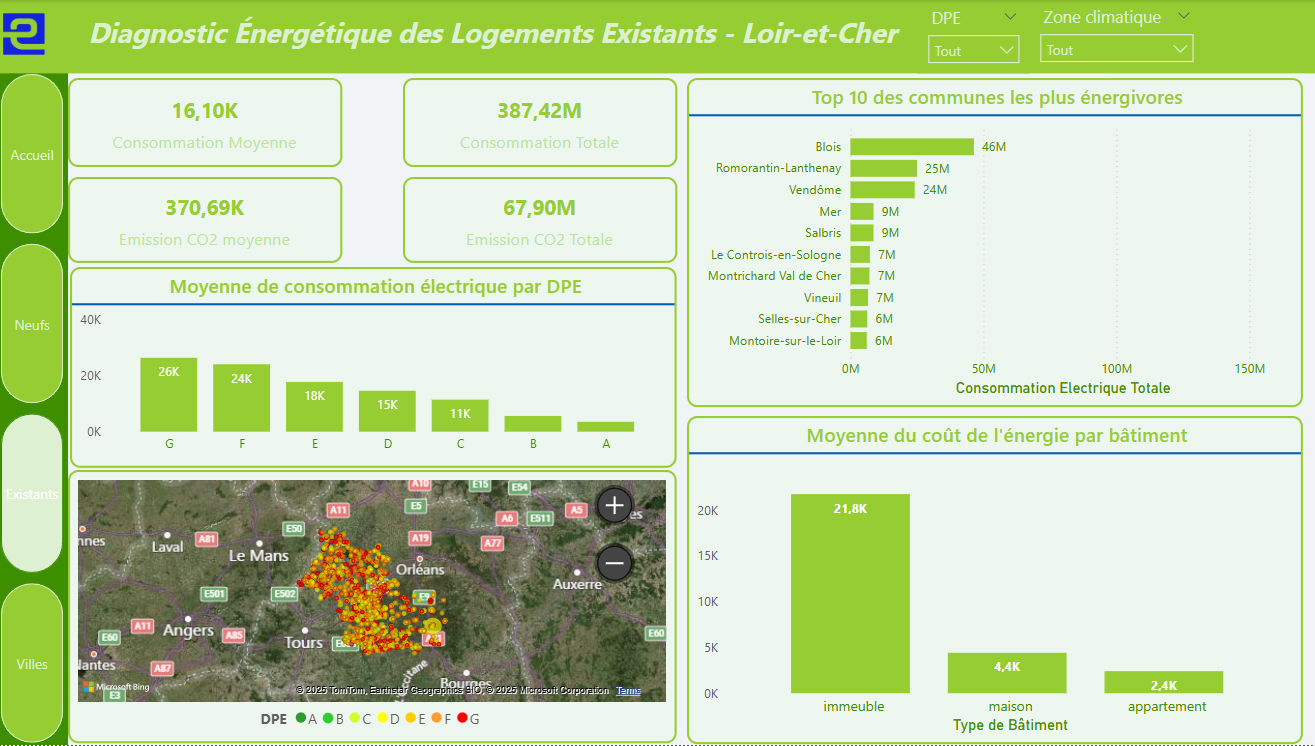 Diagnostic Énergétique des Logements Existants - Loir-et-Cher
DPE
Tout
Zone climatique
Tout
Accueil
Neufs
Existants
Villes
16,10K
Consommation Moyenne
387,42M
Consommation Totale
370,69K
Emission CO2 moyenne
67,90M
Emission CO2 Totale
Moyenne de consommation électrique par DPE
40K
20K
0K
26K
24K
18K
15K
11K
G F E D C B A
A10
E15
E54
A11
E5
A6
E511
A5
E50
A81
A19
A77
nnes
Laval
Le Mans
Orléans
Auxerre
E501
E502
E9
A11
Angers
A85
Tours
E60
E60
Nantes
A87
Bourges
E3
Microsoft Bing
© 2025 TomTom, Earthstar Geographics SIO, © 2025 Microsoft Corporation Terms
DPE A B C D E F G
Top 10 des communes les plus énergivores
Blois 46M
Romorantin-Lanthenay 25M
Vendôme 24M
Mer 9M
Salbris 9M
Le Controis-en-Sologne 7M
Montrichard Val de Cher 7M
Vineuil 7M
Selles-sur-Cher 6M
Montoire-sur-le-Loir 6M
0M 50M 100M 150M
Consommation Electrique Totale
Moyenne du coût de l'énergie par bâtiment
20K
15K
10K
5K
0K
21,8K
4,4K
2,4K
immeuble maison appartement
Type de Bâtiment